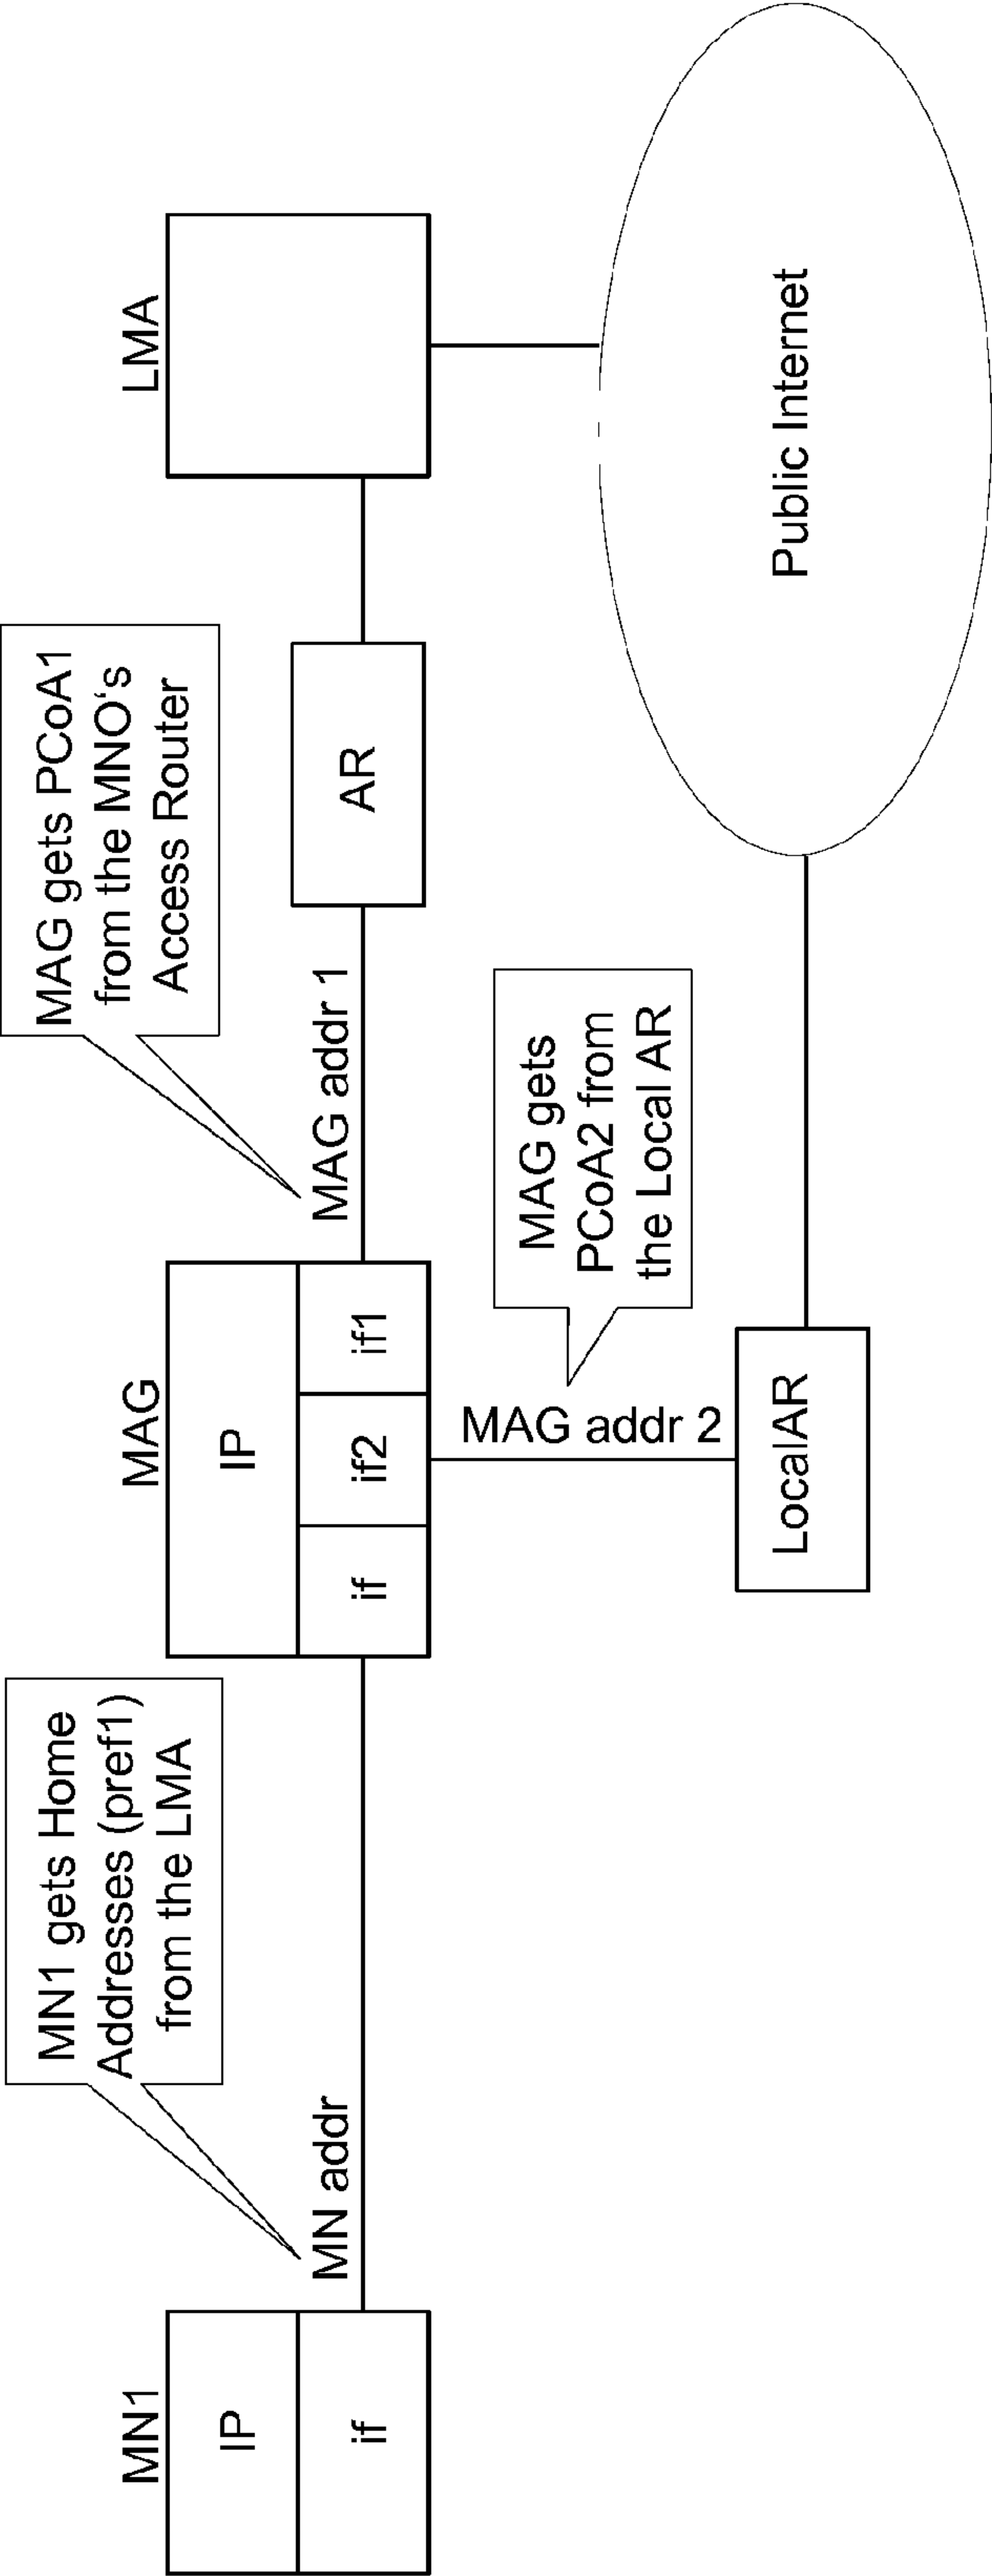 MN1 gets Home
Addresses (pref1)
from the LMA
MAG gets PCoA1
from the MNO's
Access Router
MN1
MAG
LMA
IP
if
MN addr
IP
if
if2
if1
MAG addr 1
AR
MAG gets
PCoA2 from
the Local AR
MAG addr 2
LocalAR
Public Internet